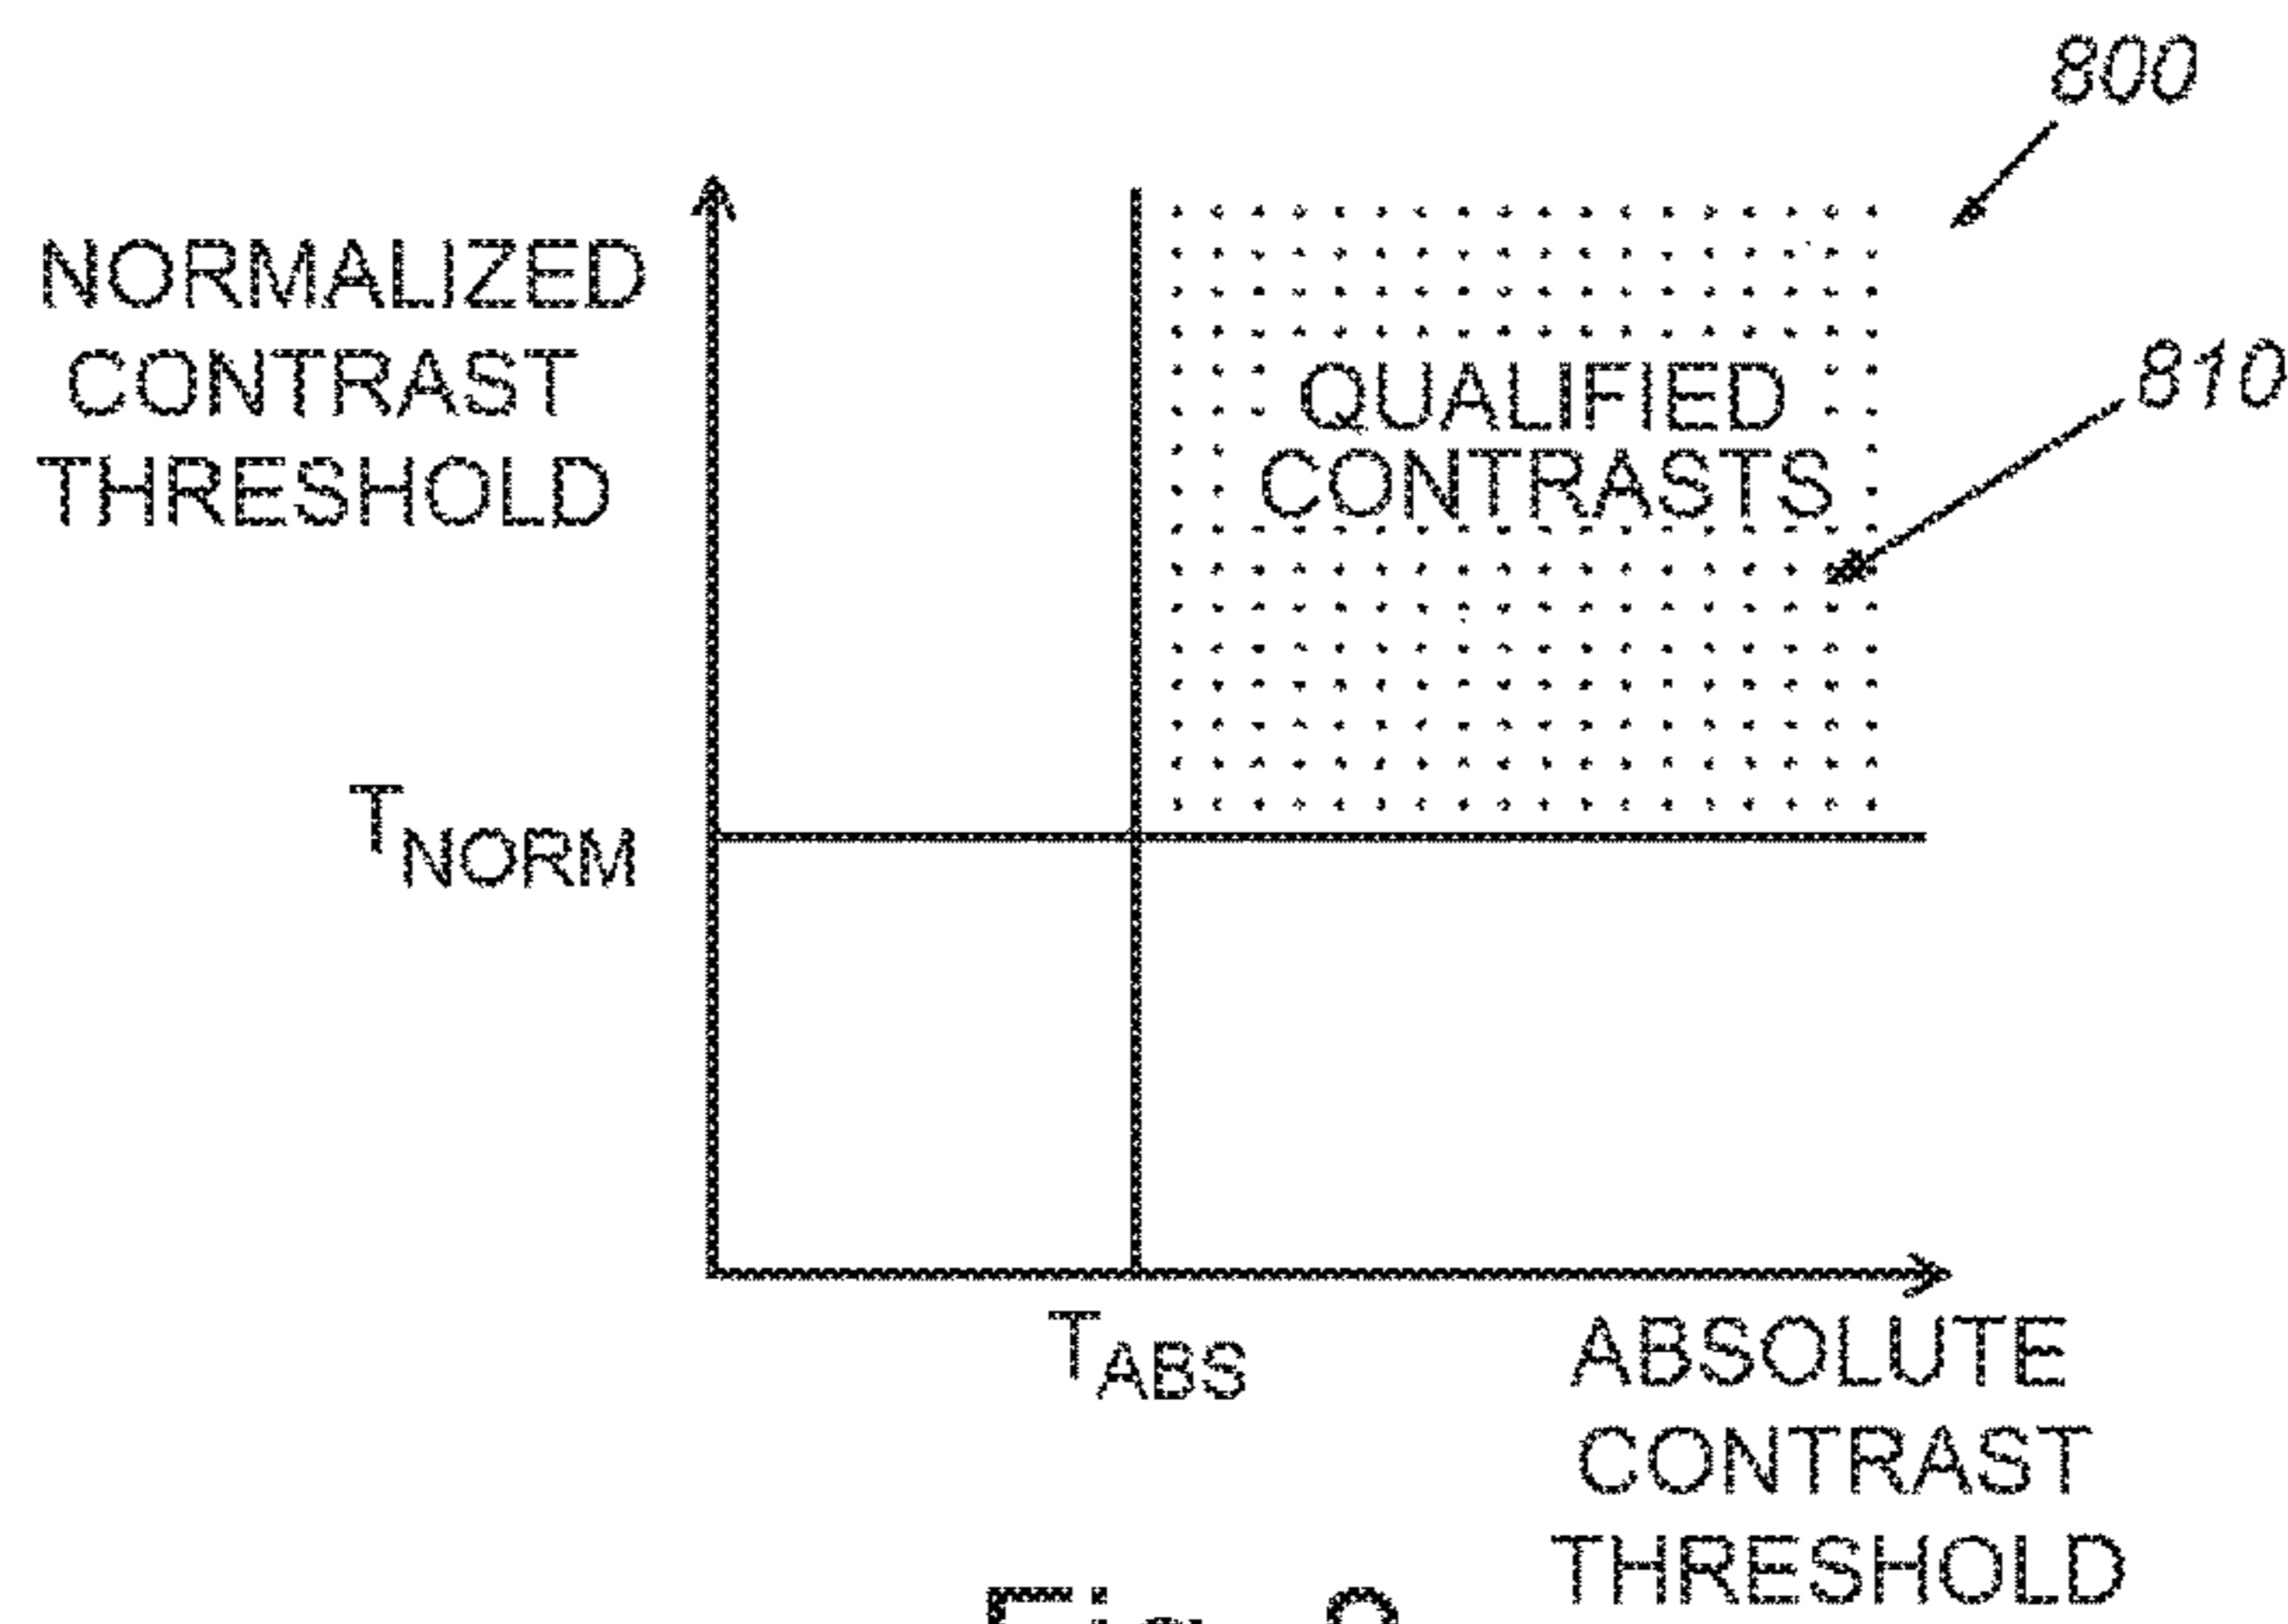 800
NORMALIZED
CONTRAST
THRESHOLD
810
QUALIFIED
CONTRASTS
TNORM
TABS
ABSOLUTE
CONTRAST
THRESHOLD